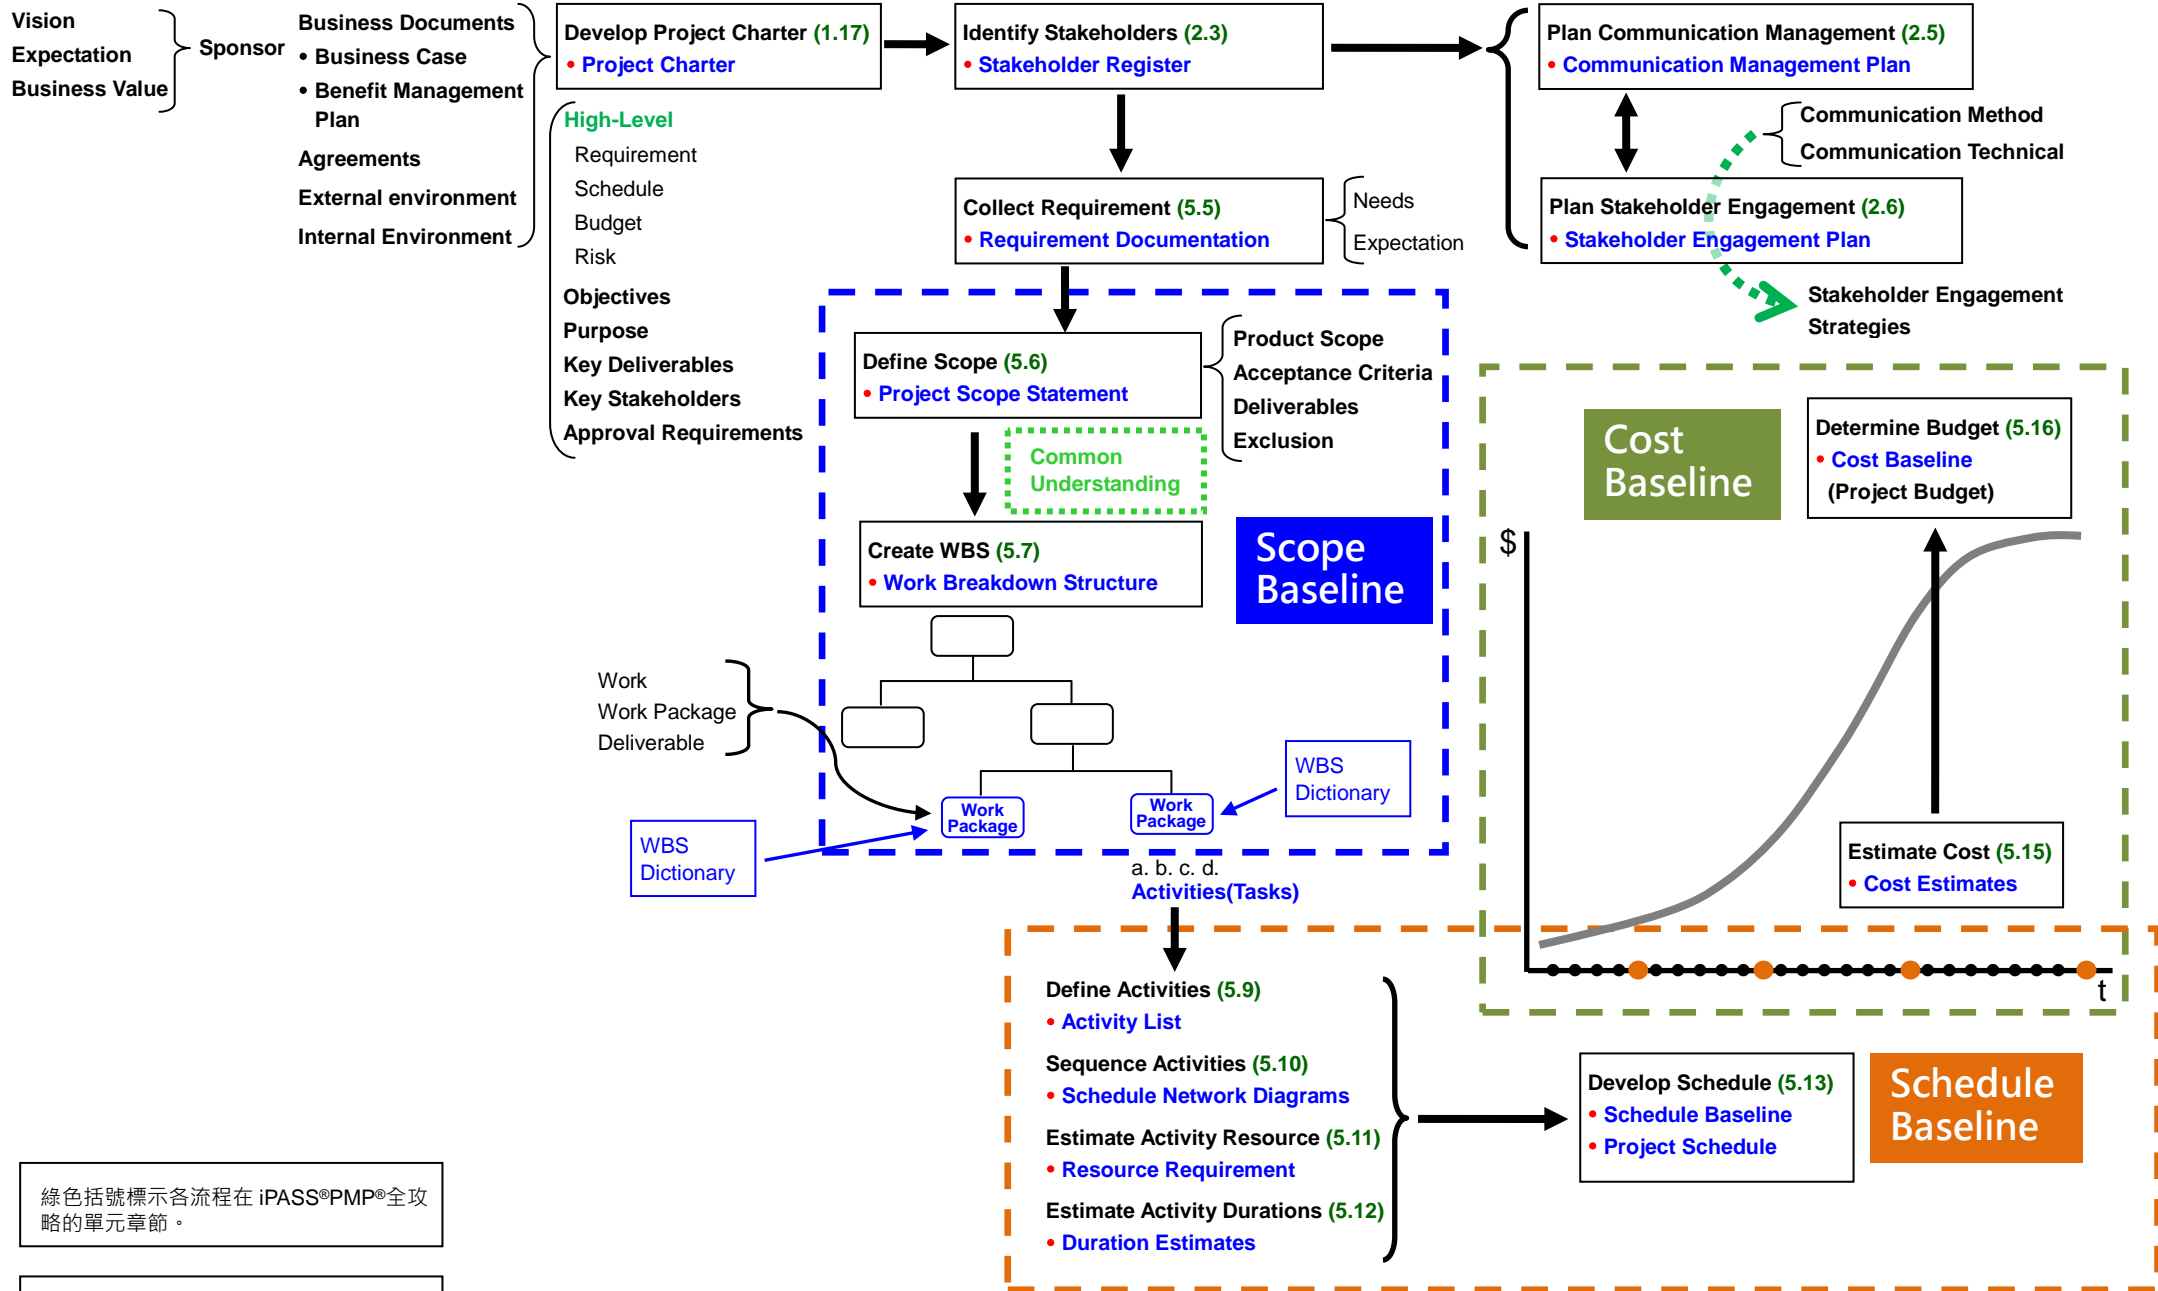 Vision
Expectation
Business Value
Sponsor
Business Documents
• Business Case
• Benefit Management
Plan
Agreements
External environment
Internal Environment
Develop Project Charter (1.17)
• Project Charter
High-Level
Requirement
Schedule
Budget
Risk
Objectives
Purpose
Key Deliverables
Key Stakeholders
Approval Requirements
Identify Stakeholders (2.3)
• Stakeholder Register
Plan Communication Management (2.5)
• Communication Management Plan
Communication Method
Communication Technical
Plan Stakeholder Engagement (2.6)
• Stakeholder Engagement Plan
Stakeholder Engagement
Strategies
Collect Requirement (5.5)
• Requirement Documentation
Needs
Expectation
Define Scope (5.6)
• Project Scope Statement
Product Scope
Acceptance Criteria
Deliverables
Exclusion
Common
Understanding
Create WBS (5.7)
• Work Breakdown Structure
Scope
Baseline
Work
Work Package
Deliverable
Work
Package
Work
Package
WBS
Dictionary
WBS
Dictionary
a. b. c. d.
Activities(Tasks)
Cost
Baseline
Determine Budget (5.16)
• Cost Baseline
(Project Budget)
$
Estimate Cost (5.15)
• Cost Estimates
t
Define Activities (5.9)
• Activity List
Sequence Activities (5.10)
• Schedule Network Diagrams
Estimate Activity Resource (5.11)
• Resource Requirement
Estimate Activity Durations (5.12)
• Duration Estimates
Develop Schedule (5.13)
• Schedule Baseline
• Project Schedule
Schedule
Baseline
綠色括號標示各流程在 iPASS®PMP®全攻
略的單元章節。